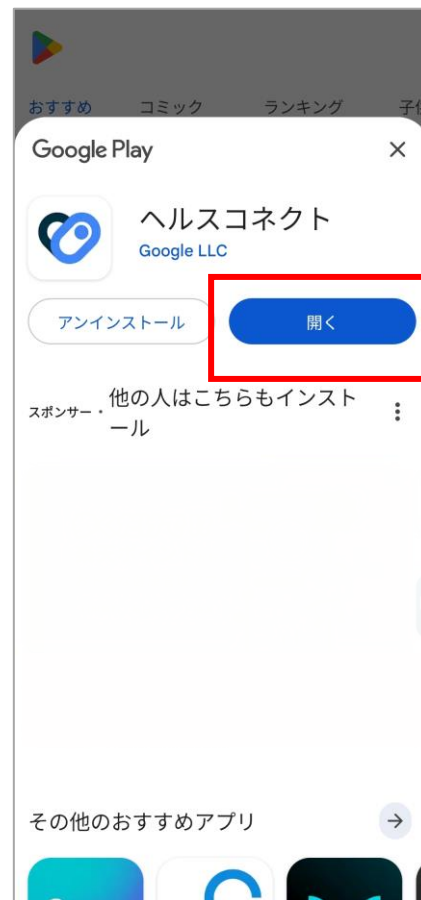 おすすめ コミック ランキング 子供
Google Play
ヘルスコネクト
Google LLC
アンインストール 開く
スポンサー・ 他の人はこちらもインスト
ール
その他のおすすめアプリ